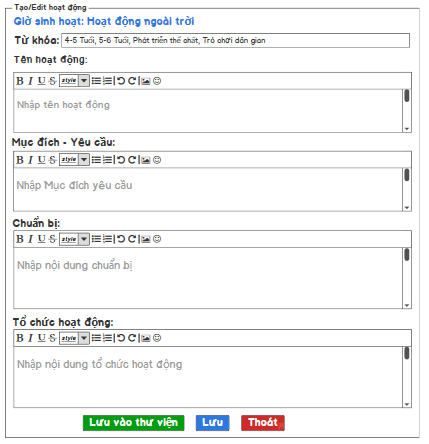 Tạo/Edit hoạt động
Giờ sinh hoạt: Hoạt động ngoài trời
Từ khóa: 4-5 Tuổi, 5-6 Tuổi, Phát triển thể chất, Trò chơi dân gian
Tên hoạt động:
B I U S style
Nhập tên hoạt động
Mục đích - Yêu cầu:
B I U S style
Nhập Mục đích yêu cầu
Chuẩn bị:
B I U S style
Nhập nội dung chuẩn bị
Tổ chức hoạt động:
B I U S style
Nhập nội dung tổ chức hoạt động
Lưu vào thư viện Lưu Thoát